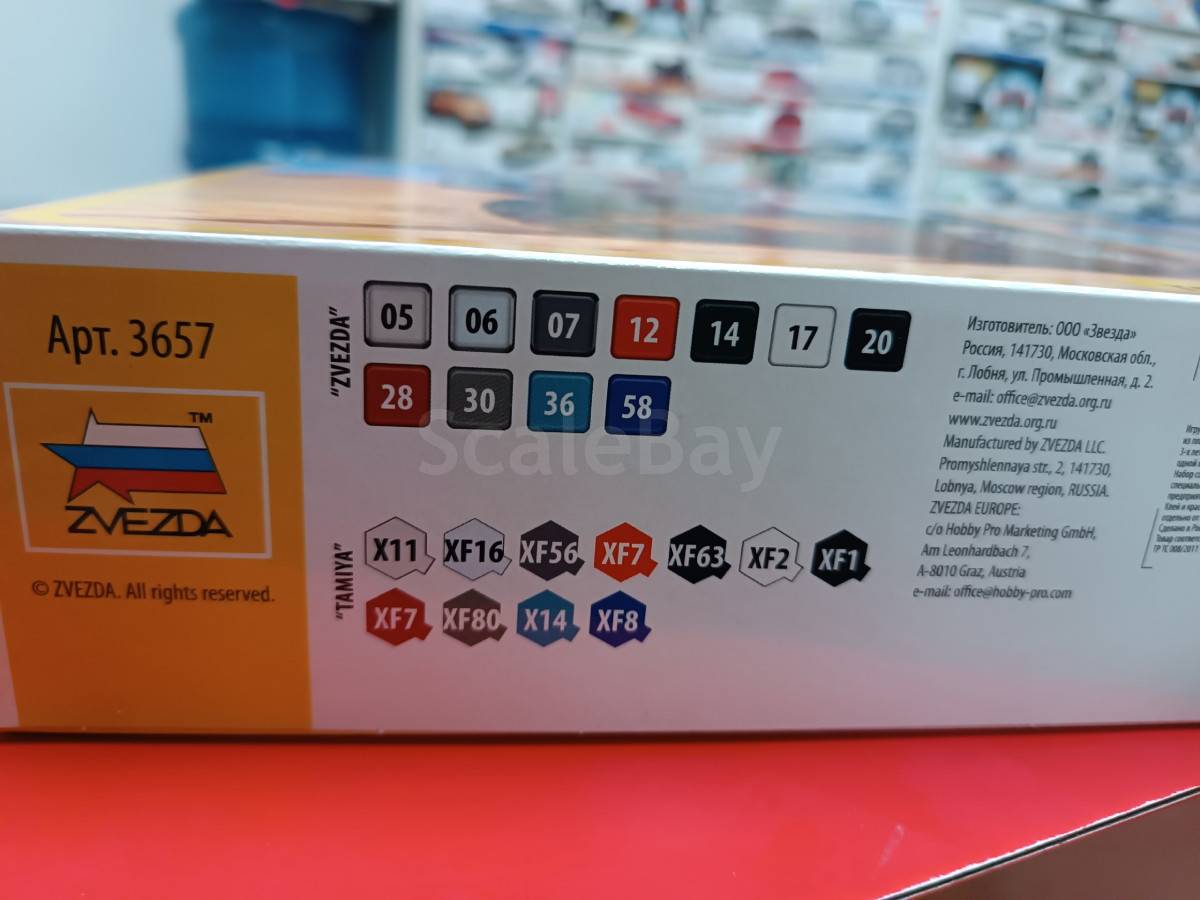 Арт. 3657
TM
ZVEZDA
© ZVEZDA. All rights reserved.
"ZVEZDA"
05 06 07 12 14 17 20
28 30 36 58
"TAMIYA"
X11 XF16 XF56 XF7 XF63 XF2 XF1
XF7 XF80 X14 XF8
Изготовитель: ООО «Звезда»
Россия, 141730, Московская обл.,
г. Лобня, ул. Промышленная, д. 2.
e-mail: office@zvezda.org.ru
www.zvezda.org.ru
Manufactured by ZVEZDA LLC.
Promyshlennaya str., 2, 141730,
Lobnya, Moscow region, RUSSIA.
ZVEZDA EUROPE:
c/o Hobby Pro Marketing GmbH,
Am Leonhardbach 7,
A-8010 Graz, Austria
e-mail: office@hobby-pro.com
ScaleBay